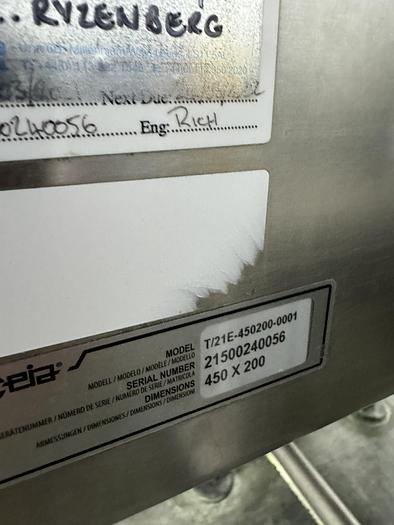 RYZENBERG
Next Due:
0240056 Eng: RICH
ceia®
MODEL T/21E-450200-0001
MODELL / MODELO / MODÈLE / MODELLO
SERIAL NUMBER 21500240056
GERÄTENUMMER / NÚMERO DE SERIE / NUMÉRO DE SERIE / MATRICOLA
DIMENSIONS 450 X 200
ABMESSUNGEN / DIMENSIONES / DIMENSIONS / DIMENSIONI